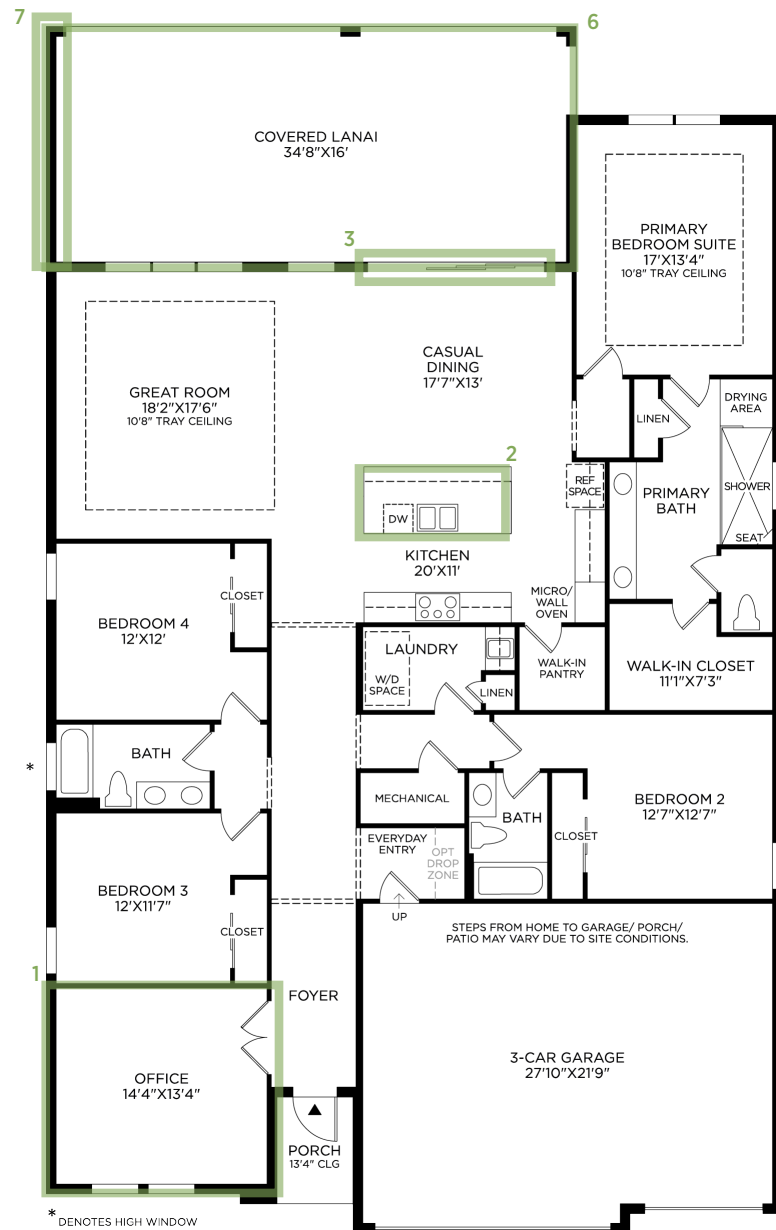 7
6
COVERED LANAI
34'8"X16'
3
PRIMARY
BEDROOM SUITE
17'X13'4"
10'8" TRAY CEILING
CASUAL
DINING
17'7"X13'
GREAT ROOM
18'2"X17'6"
10'8" TRAY CEILING
LINEN
DRYING
AREA
2
REF
SPACE
PRIMARY
BATH
SHOWER
SEAT
DW
KITCHEN
20'X11'
MICRO/
WALL
OVEN
CLOSET
BEDROOM 4
12'X12'
LAUNDRY
W/D
SPACE
LINEN
WALK-IN
PANTRY
WALK-IN CLOSET
11'1"X7'3"
*
BATH
MECHANICAL
BEDROOM 2
12'7"X12'7"
BATH
CLOSET
EVERYDAY
ENTRY
OPT
DROP
ZONE
UP
BEDROOM 3
12'X11'7"
CLOSET
STEPS FROM HOME TO GARAGE/ PORCH/
PATIO MAY VARY DUE TO SITE CONDITIONS.
1
FOYER
OFFICE
14'4"X13'4"
3-CAR GARAGE
27'10"X21'9"
PORCH
13'4" CLG
* DENOTES HIGH WINDOW